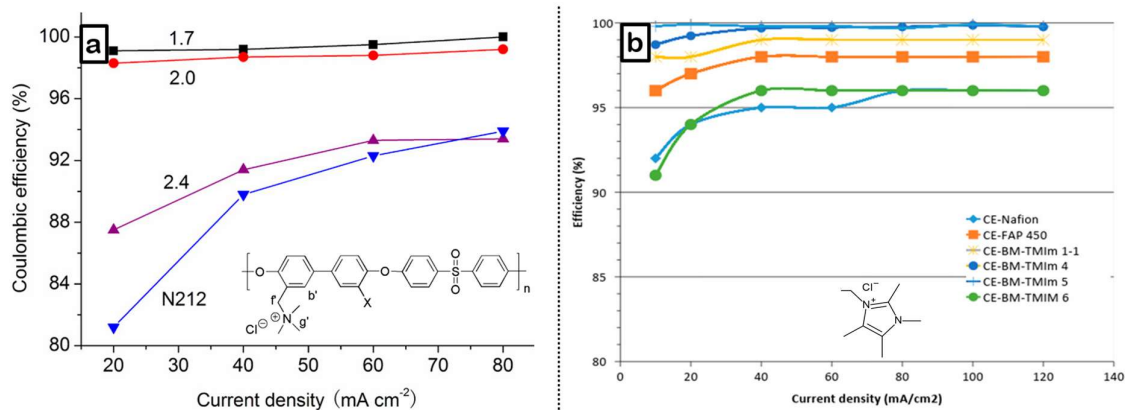 a
Coulombic efficiency (%)
100
96
92
88
84
80
1.7
2.0
2.4
N212
O
O
S
O
O
n
f'
b'
X
N
+
g'
Cl⊖
20 30 40 50 60 70 80
Current density (mA cm⁻²)
b
Efficiency (%)
100
95
90
85
80
CE-Nafion
CE-FAP 450
CE-BM-TMIm 1-1
CE-BM-TMIm 4
CE-BM-TMIm 5
CE-BM-TMIM 6
Cl⁻
N⁺
N
0 20 40 60 80 100 120 140
Current density (mA/cm2)